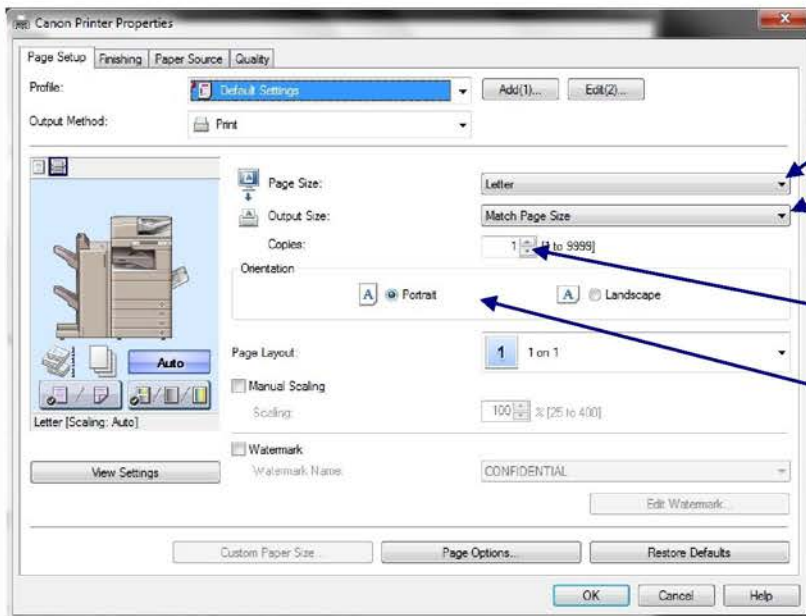 Canon Printer Properties
Page Setup Finishing Paper Source Quality
Profile: Default Settings Add(1)... Edit(2)...
Output Method: Print
Page Size: Letter
Output Size: Match Page Size
Copies: 1 [1 to 9999]
Orientation
A Portrait A Landscape
Auto
Page Layout: 1 1 on 1
Manual Scaling
Scaling: 100 % [25 to 400]
Letter [Scaling: Auto]
Watermark
View Settings Watermark Name: CONFIDENTIAL
Edit Watermark...
Custom Paper Size... Page Options... Restore Defaults
OK Cancel Help